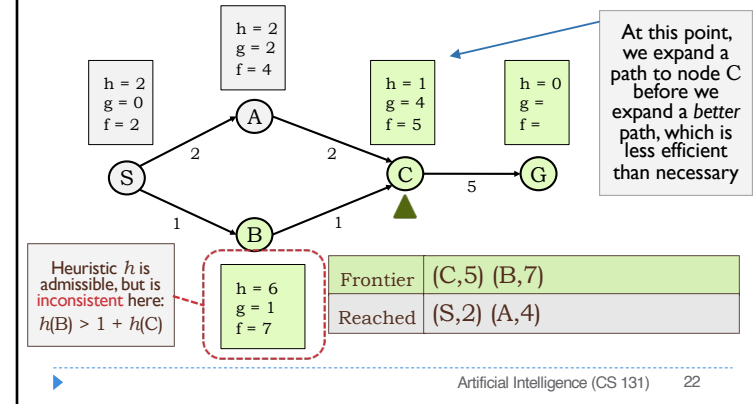 h = 2
g = 2
f = 4
h = 2
g = 0
f = 2
h = 1
g = 4
f = 5
h = 0
g =
f =
At this point,
we expand a
path to node C
before we
expand a better
path, which is
less efficient
than necessary
A
2
2
S
C
5
G
1
1
B
Heuristic h is
admissible, but is
inconsistent here:
h(B) > 1 + h(C)
h = 6
g = 1
f = 7
Frontier (C,5) (B,7)
Reached (S,2) (A,4)
Artificial Intelligence (CS 131) 22